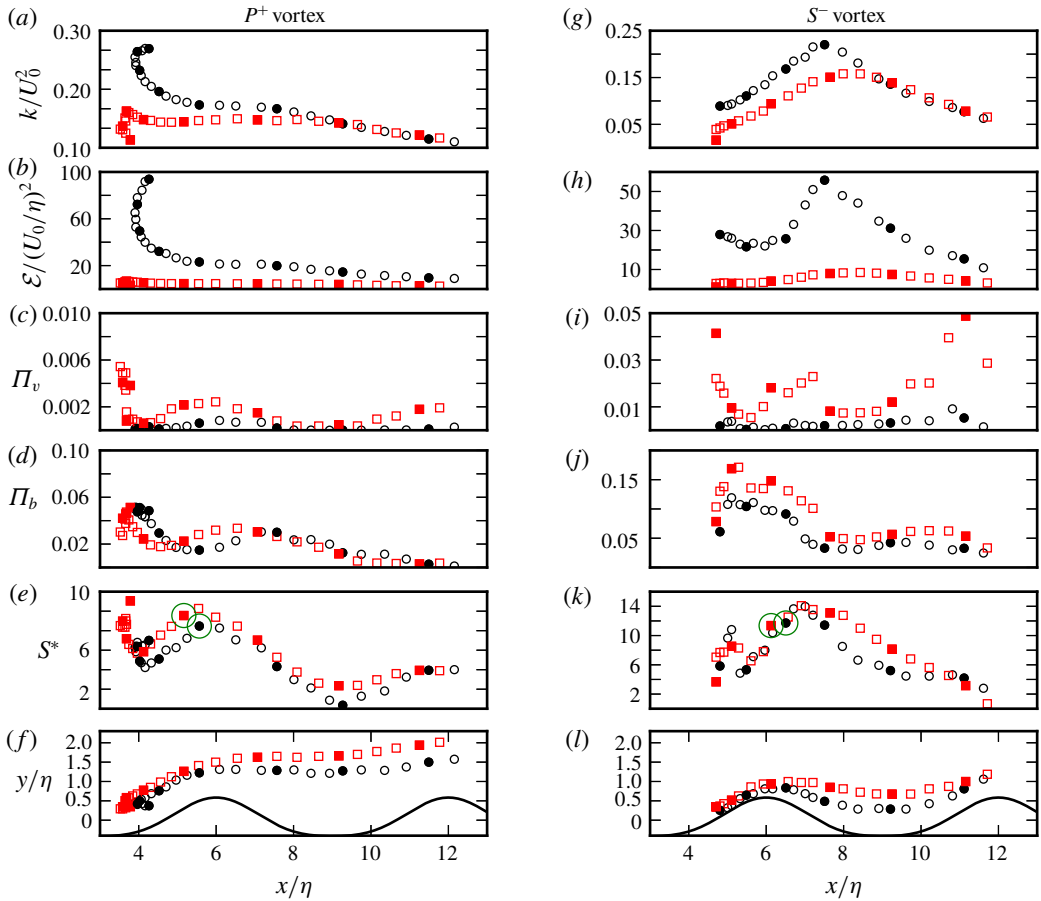 (a) P⁺ vortex (g) S⁻ vortex
0.30 0.25
k/U₀² 0.20 0.15
0.10 0.05
(b) (h)
100 50
ℰ/(U₀/η)² 60 30
20 10
(c) (i)
0.010 0.05
Πᵥ 0.006 0.03
0.002 0.01
(d) (j)
0.10
Π_b 0.06 0.15
0.02 0.05
(e) (k)
10 14
8 10
S* 6
4 6
2 2
(f) (l)
2.0 2.0
y/η 1.5 1.5
1.0 1.0
0.5 0.5
0 0
4 6 8 10 12 4 6 8 10 12
x/η x/η